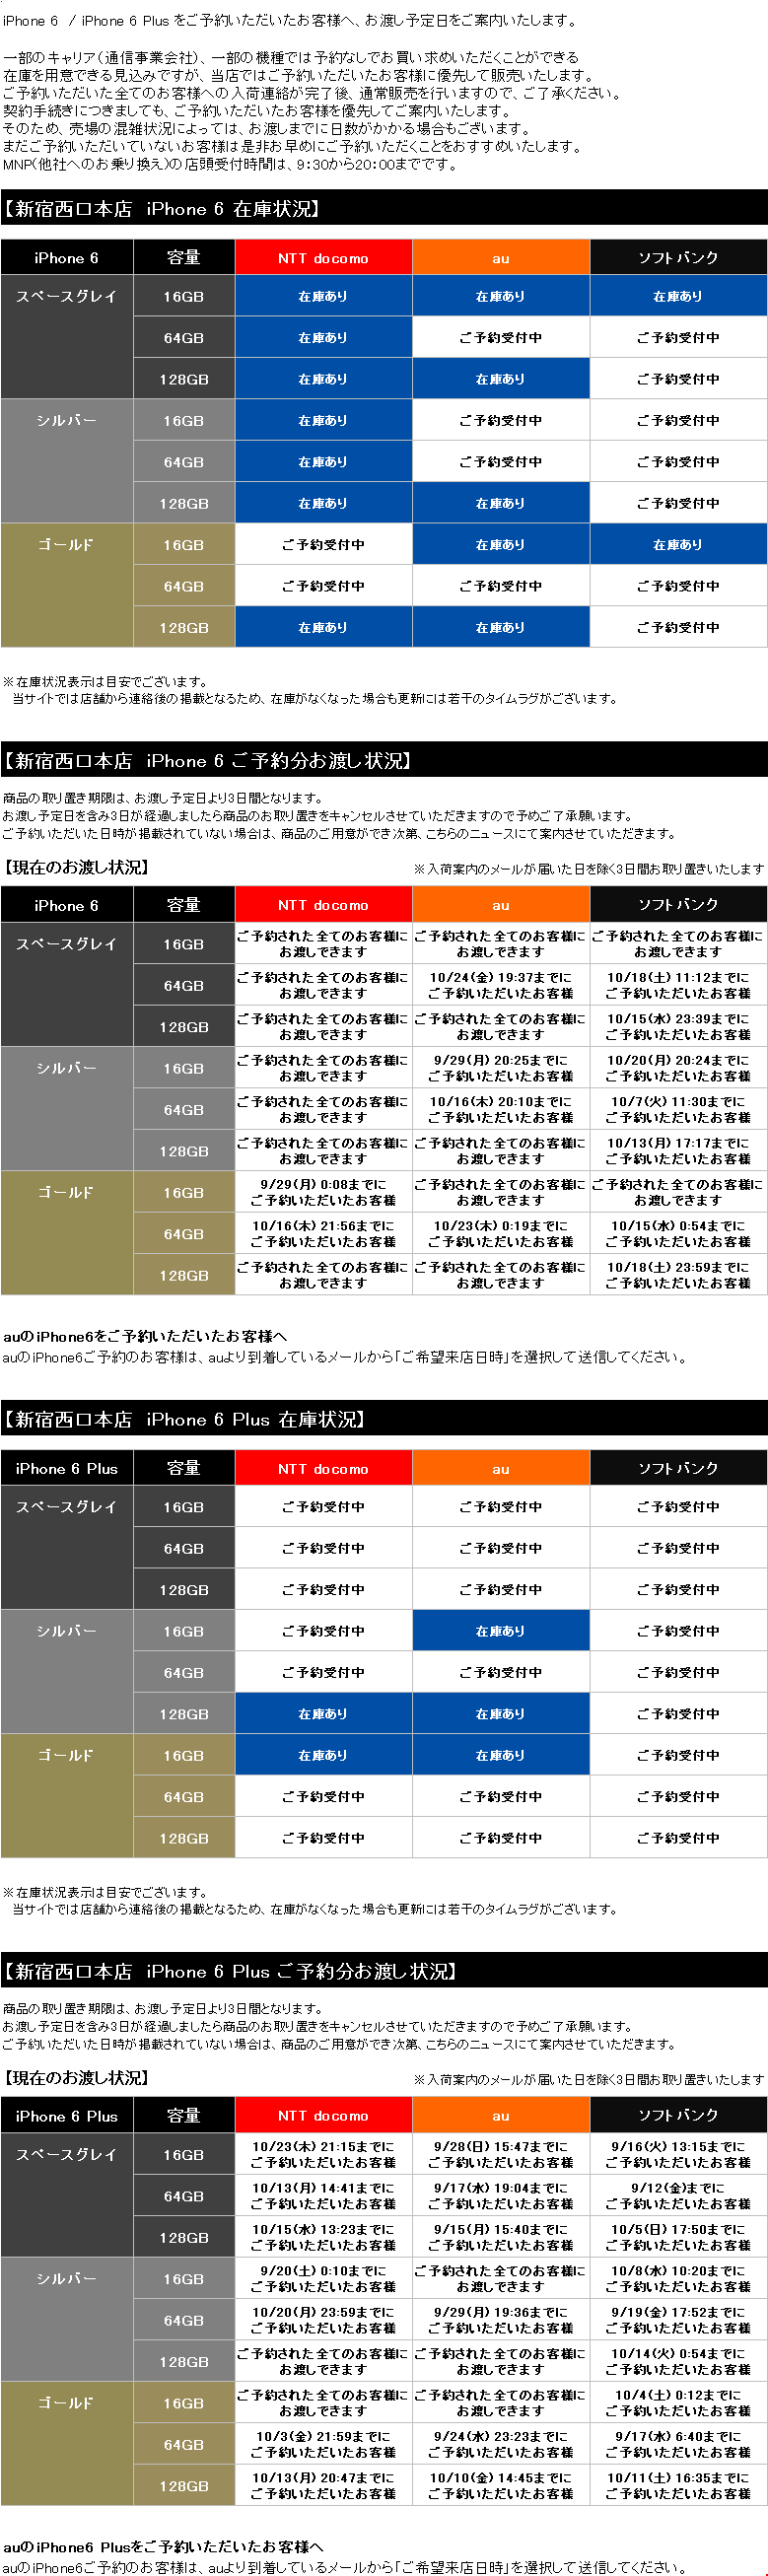 iPhone 6 / iPhone 6 Plus をご予約いただいたお客様へ、お渡し予定日をご案内いたします。
一部のキャリア（通信事業会社）、一部の機種では予約なしでお買い求めいただくことができる
在庫を用意できる見込みですが、当店ではご予約いただいたお客様に優先して販売いたします。
ご予約いただいた全てのお客様への入荷連絡が完了後、通常販売を行いますので、ご了承ください。
契約手続きにつきましても、ご予約いただいたお客様を優先してご案内いたします。
そのため、売場の混雑状況によっては、お渡しまでに日数がかかる場合もございます。
まだご予約いただいていないお客様は是非お早めにご予約いただくことをおすすめいたします。
MNP(他社へのお乗り換え)の店頭受付時間は、9:30から20:00までです。
【新宿西口本店 iPhone 6 在庫状況】
iPhone 6 容量 NTT docomo au ソフトバンク
スペースグレイ 16GB 在庫あり 在庫あり 在庫あり
64GB 在庫あり ご予約受付中 ご予約受付中
128GB 在庫あり 在庫あり ご予約受付中
シルバー 16GB 在庫あり ご予約受付中 ご予約受付中
64GB 在庫あり ご予約受付中 ご予約受付中
128GB 在庫あり 在庫あり ご予約受付中
ゴールド 16GB ご予約受付中 在庫あり 在庫あり
64GB ご予約受付中 ご予約受付中 ご予約受付中
128GB 在庫あり 在庫あり ご予約受付中
※在庫状況表示は目安でございます。
当サイトでは店舗から連絡後の掲載となるため、在庫がなくなった場合も更新には若干のタイムラグがございます。
【新宿西口本店 iPhone 6 ご予約分お渡し状況】
商品の取り置き期限は、お渡し予定日より3日間となります。
お渡し予定日を含み3日が経過しましたら商品のお取り置きをキャンセルさせていただきますので予めご了承願います。
ご予約いただいた日時が掲載されていない場合は、商品のご用意ができ次第、こちらのニュースにて案内させていただきます。
【現在のお渡し状況】 ※入荷案内のメールが届いた日を除く3日間お取り置きいたします
iPhone 6 容量 NTT docomo au ソフトバンク
スペースグレイ 16GB ご予約された全てのお客様に ご予約された全てのお客様に ご予約された全てのお客様に
お渡しできます お渡しできます お渡しできます
64GB ご予約された全てのお客様に 10/24(金) 19:37までに 10/18(土) 11:12までに
お渡しできます ご予約いただいたお客様 ご予約いただいたお客様
128GB ご予約された全てのお客様に ご予約された全てのお客様に 10/15(水) 23:39までに
お渡しできます お渡しできます ご予約いただいたお客様
シルバー 16GB ご予約された全てのお客様に 9/29(月) 20:25までに 10/20(月) 20:24までに
お渡しできます ご予約いただいたお客様 ご予約いただいたお客様
64GB ご予約された全てのお客様に 10/16(木) 20:10までに 10/7(火) 11:30までに
お渡しできます ご予約いただいたお客様 ご予約いただいたお客様
128GB ご予約された全てのお客様に ご予約された全てのお客様に 10/13(月) 17:17までに
お渡しできます お渡しできます ご予約いただいたお客様
ゴールド 16GB 9/29(月) 0:08までに ご予約された全てのお客様に ご予約された全てのお客様に
ご予約いただいたお客様 お渡しできます お渡しできます
64GB 10/16(木) 21:56までに 10/23(木) 0:19までに 10/15(水) 0:54までに
ご予約いただいたお客様 ご予約いただいたお客様 ご予約いただいたお客様
128GB ご予約された全てのお客様に ご予約された全てのお客様に 10/18(土) 23:59までに
お渡しできます お渡しできます ご予約いただいたお客様
auのiPhone6をご予約いただいたお客様へ
auのiPhone6ご予約のお客様は、auより到着しているメールから「ご希望来店日時」を選択して送信してください。
【新宿西口本店 iPhone 6 Plus 在庫状況】
iPhone 6 Plus 容量 NTT docomo au ソフトバンク
スペースグレイ 16GB ご予約受付中 ご予約受付中 ご予約受付中
64GB ご予約受付中 ご予約受付中 ご予約受付中
128GB ご予約受付中 ご予約受付中 ご予約受付中
シルバー 16GB ご予約受付中 在庫あり ご予約受付中
64GB ご予約受付中 ご予約受付中 ご予約受付中
128GB 在庫あり 在庫あり ご予約受付中
ゴールド 16GB 在庫あり 在庫あり ご予約受付中
64GB ご予約受付中 ご予約受付中 ご予約受付中
128GB ご予約受付中 ご予約受付中 ご予約受付中
※在庫状況表示は目安でございます。
当サイトでは店舗から連絡後の掲載となるため、在庫がなくなった場合も更新には若干のタイムラグがございます。
【新宿西口本店 iPhone 6 Plus ご予約分お渡し状況】
商品の取り置き期限は、お渡し予定日より3日間となります。
お渡し予定日を含み3日が経過しましたら商品のお取り置きをキャンセルさせていただきますので予めご了承願います。
ご予約いただいた日時が掲載されていない場合は、商品のご用意ができ次第、こちらのニュースにて案内させていただきます。
【現在のお渡し状況】 ※入荷案内のメールが届いた日を除く3日間お取り置きいたします
iPhone 6 Plus 容量 NTT docomo au ソフトバンク
スペースグレイ 16GB 10/23(木) 21:15までに 9/28(日) 15:47までに 9/16(火) 13:15までに
ご予約いただいたお客様 ご予約いただいたお客様 ご予約いただいたお客様
64GB 10/13(月) 14:41までに 9/17(水) 19:04までに 9/12(金)までに
ご予約いただいたお客様 ご予約いただいたお客様 ご予約いただいたお客様
128GB 10/15(水) 13:23までに 9/15(月) 15:40までに 10/5(日) 17:50までに
ご予約いただいたお客様 ご予約いただいたお客様 ご予約いただいたお客様
シルバー 16GB 9/20(土) 0:10までに ご予約された全てのお客様に 10/8(水) 10:20までに
ご予約いただいたお客様 お渡しできます ご予約いただいたお客様
64GB 10/20(月) 23:59までに 9/29(月) 19:36までに 9/19(金) 17:52までに
ご予約いただいたお客様 ご予約いただいたお客様 ご予約いただいたお客様
128GB ご予約された全てのお客様に ご予約された全てのお客様に 10/14(火) 0:54までに
お渡しできます お渡しできます ご予約いただいたお客様
ゴールド 16GB ご予約された全てのお客様に ご予約された全てのお客様に 10/4(土) 0:12までに
お渡しできます お渡しできます ご予約いただいたお客様
64GB 10/3(金) 21:59までに 9/24(水) 23:23までに 9/17(水) 6:40までに
ご予約いただいたお客様 ご予約いただいたお客様 ご予約いただいたお客様
128GB 10/13(月) 20:47までに 10/10(金) 14:45までに 10/11(土) 16:35までに
ご予約いただいたお客様 ご予約いただいたお客様 ご予約いただいたお客様
auのiPhone6 Plusをご予約いただいたお客様へ
auのiPhone6ご予約のお客様は、auより到着しているメールから「ご希望来店日時」を選択して送信してください。